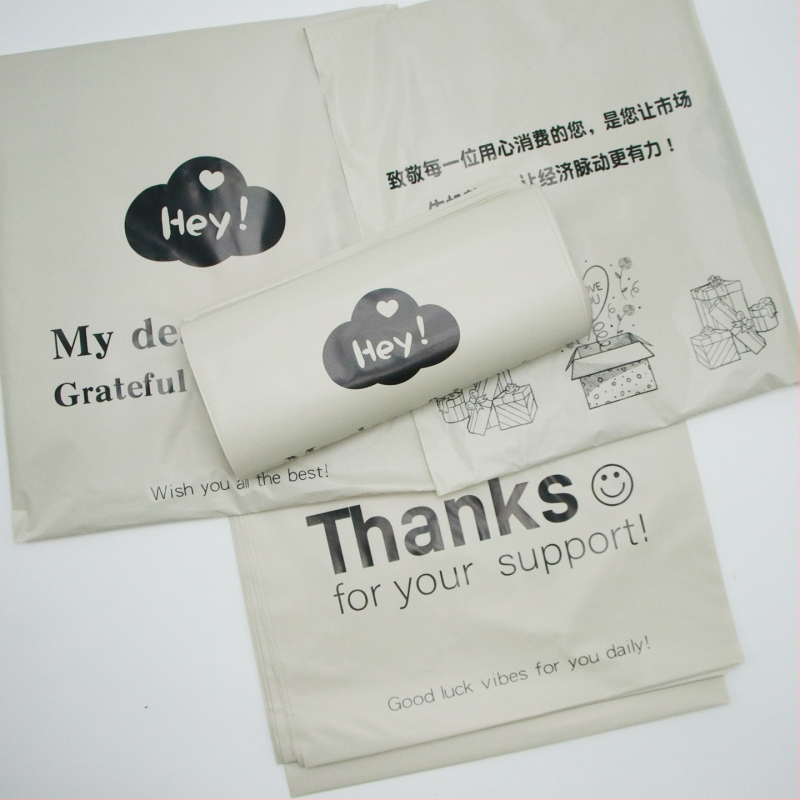 Hey!
My
Grateful
Wish you all the best!
致敬每一位用心消费的您，是您让市场
让经济脉动更有力！
LOVE
YOU
Hey!
Thanks
for your support!
Good luck vibes for you daily!